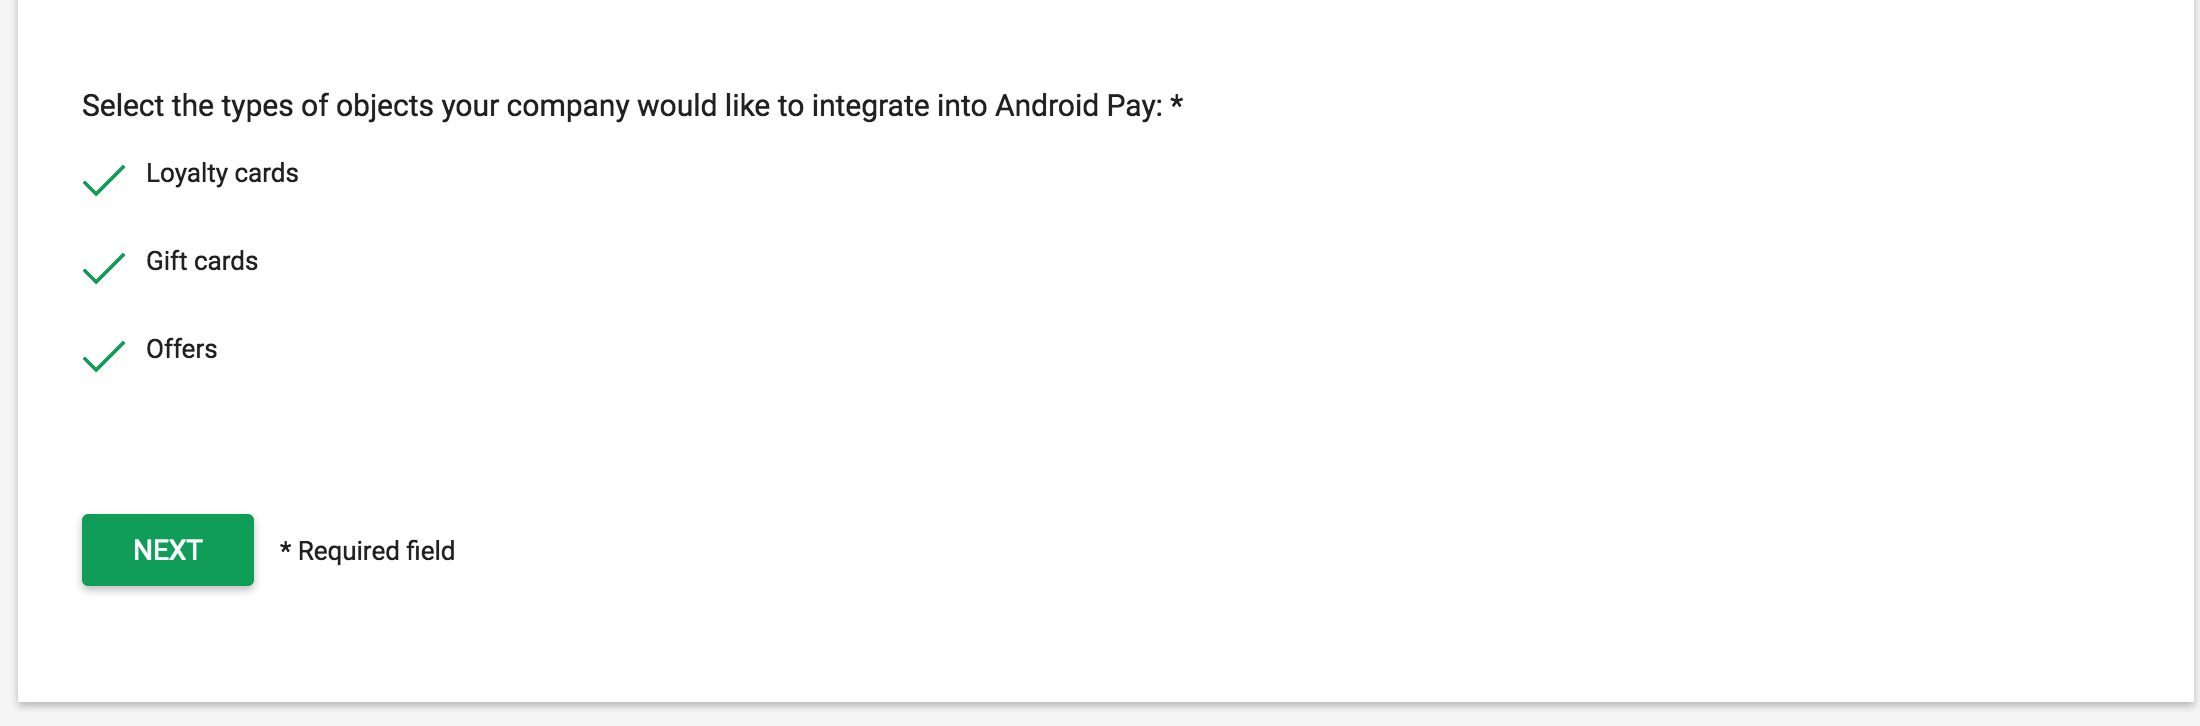 Select the types of objects your company would like to integrate into Android Pay: *
Loyalty cards
Gift cards
Offers
NEXT
* Required field